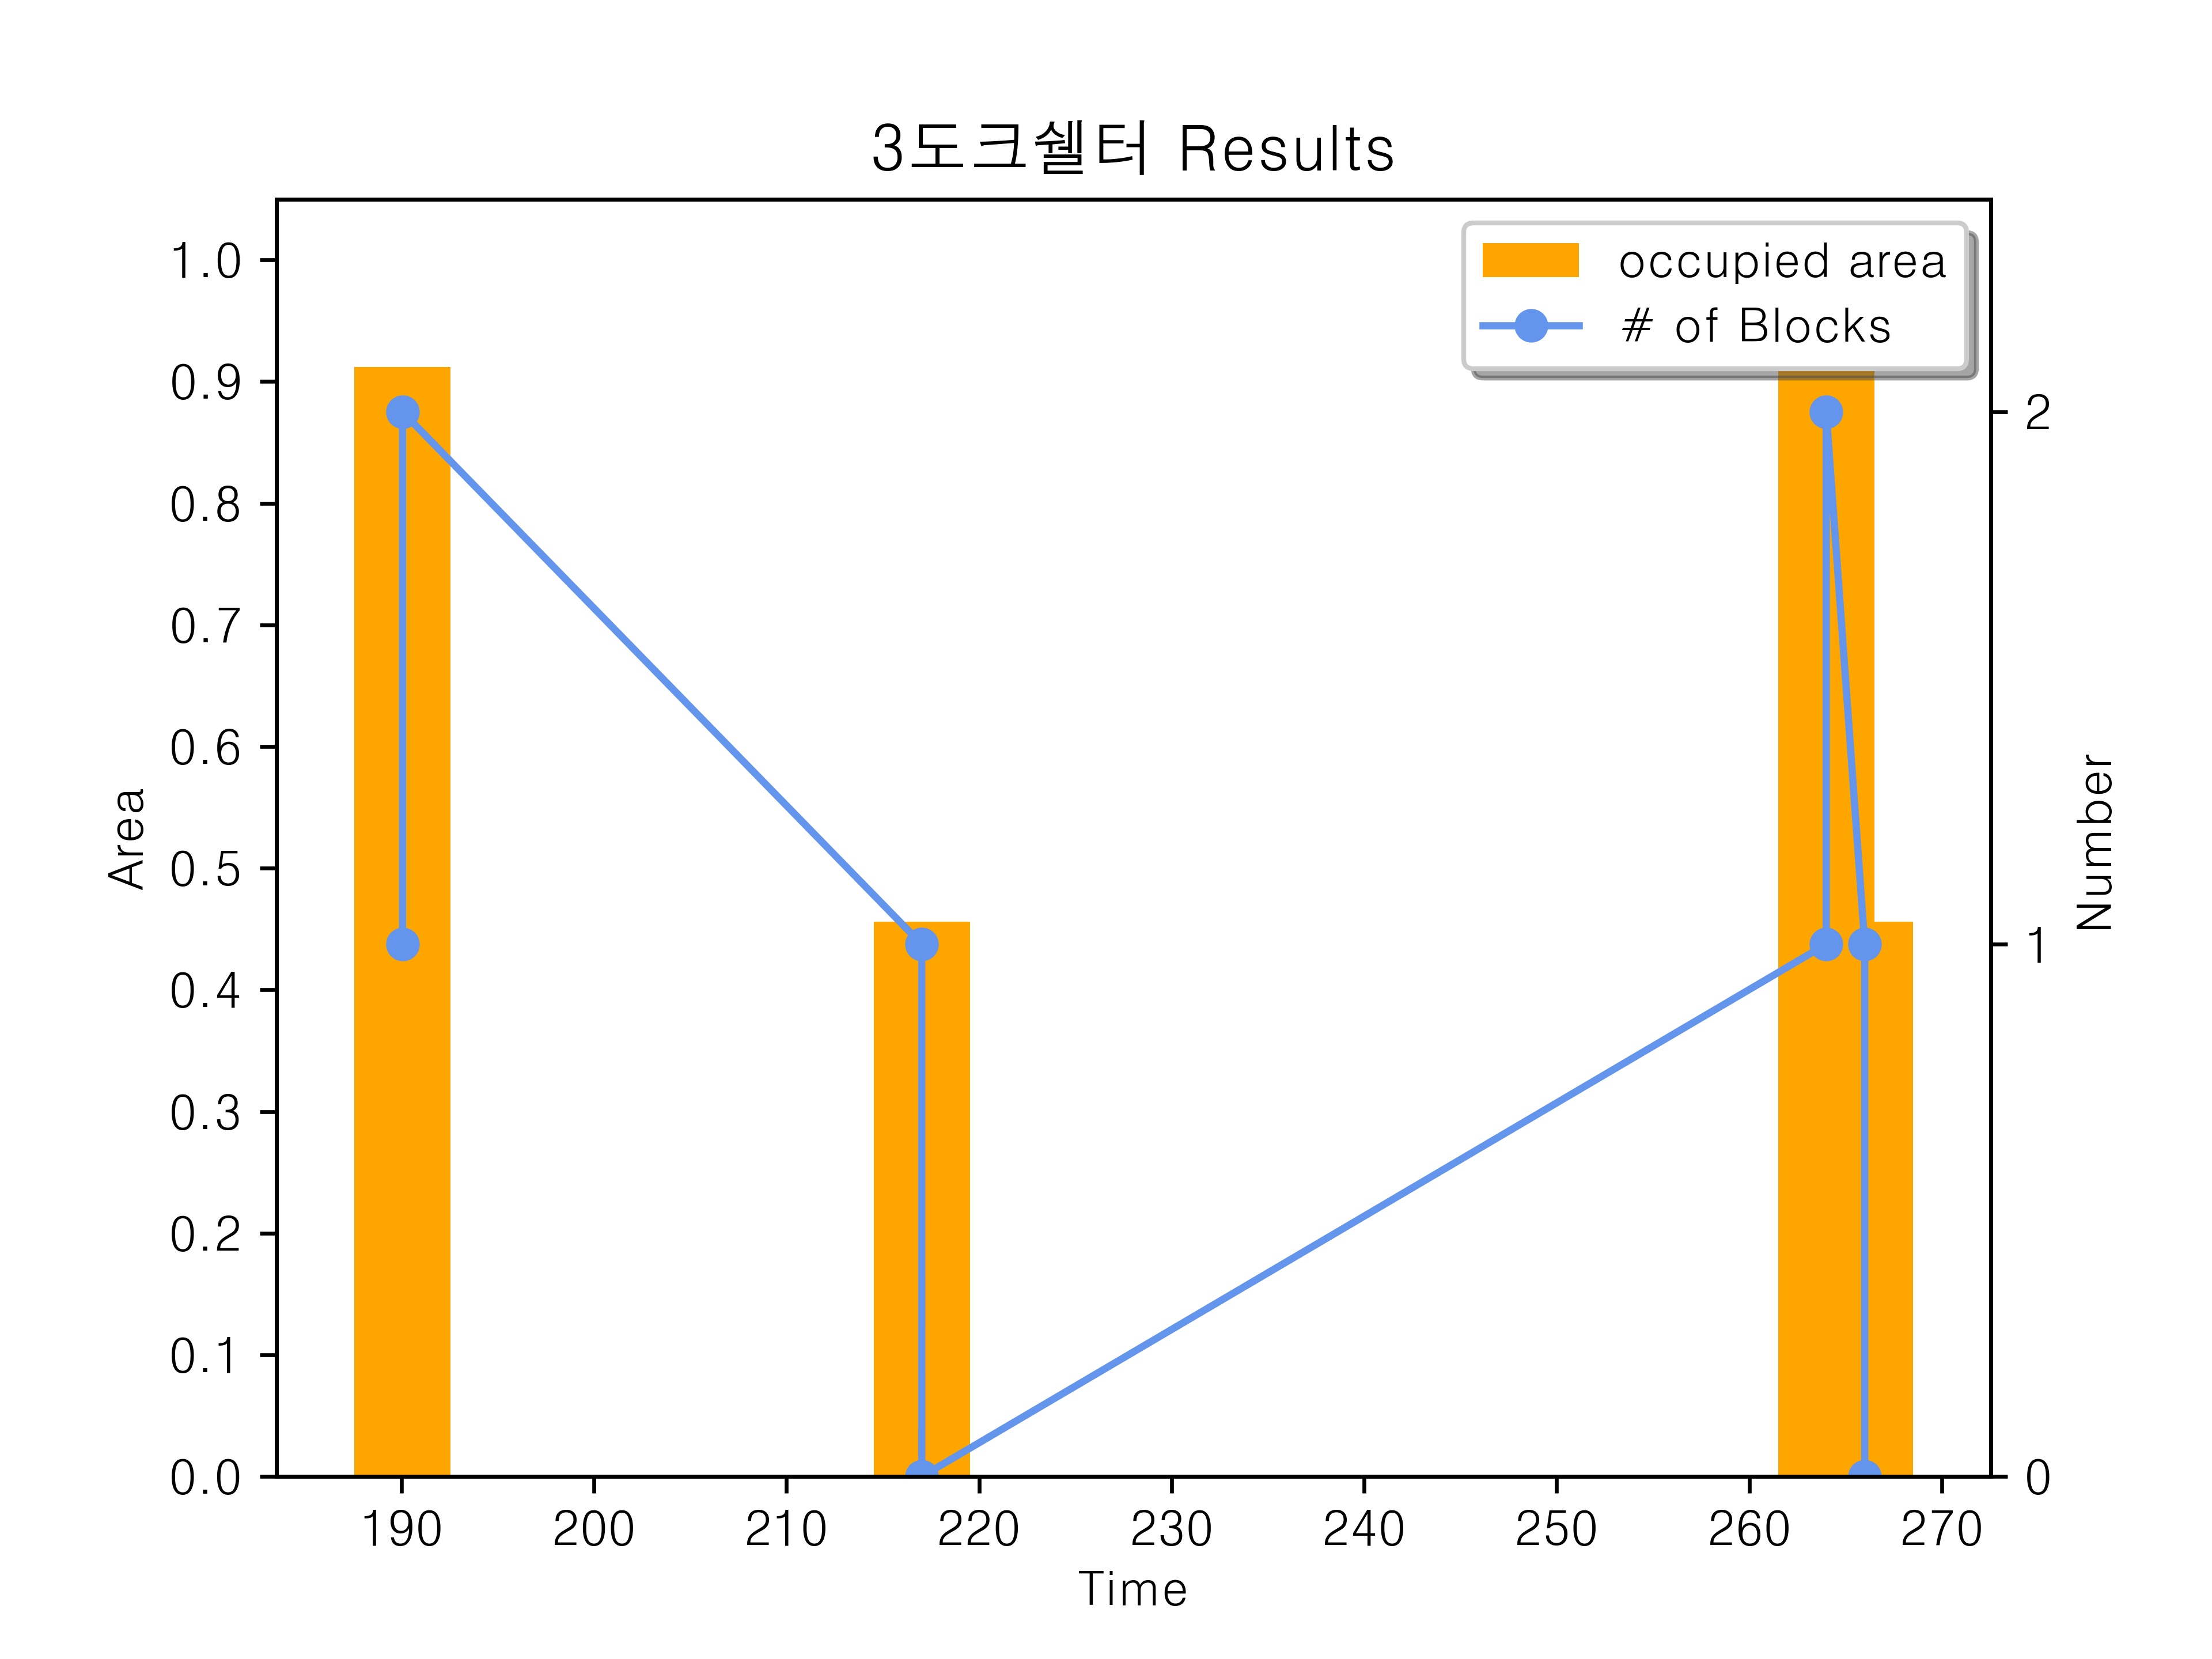 3도크쉘터 Results
occupied area
# of Blocks
1.0
0.9
0.8
0.7
0.6
0.5
0.4
0.3
0.2
0.1
0.0
Area
2
1
0
Number
190 200 210 220 230 240 250 260 270
Time